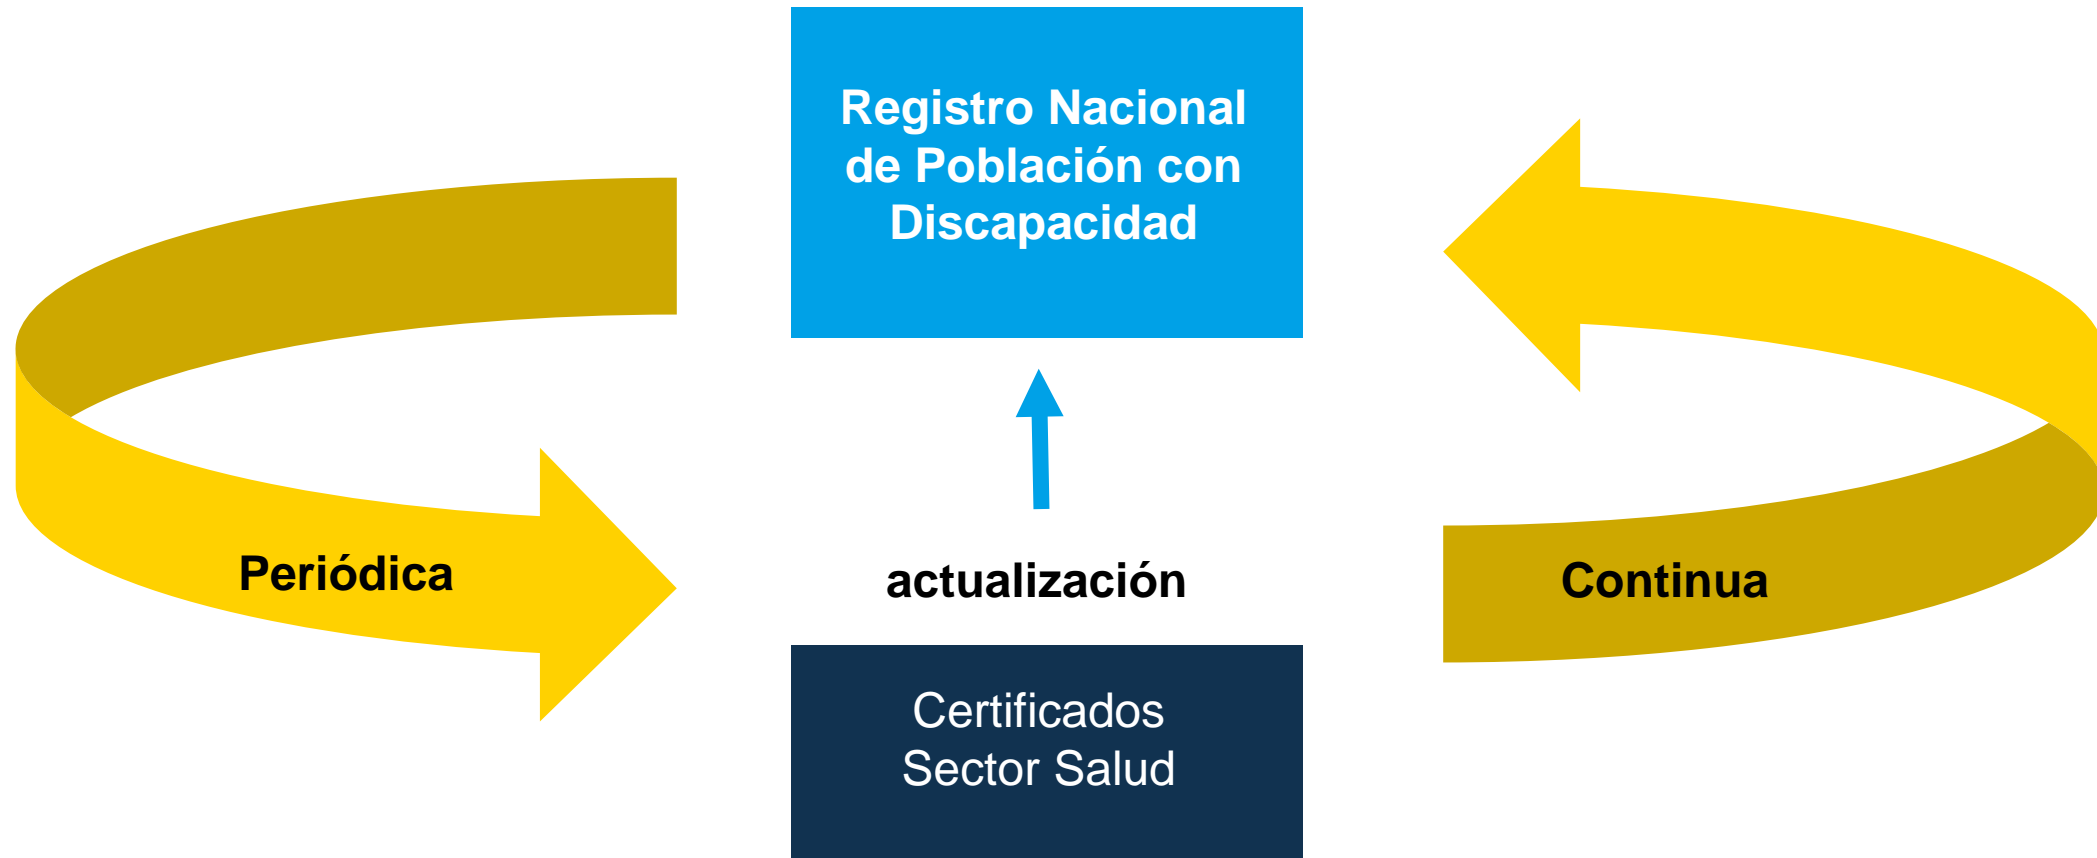 Registro Nacional
de Población con
Discapacidad
Periódica
actualización
Continua
Certificados
Sector Salud